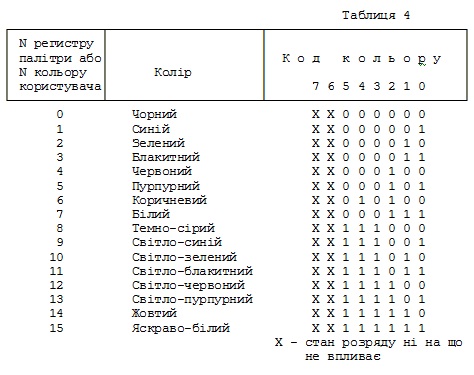 Таблиця 4
N регистру
палітри або
N кольору
користувача
Колір
К о д к о л ь о р у
7 6 5 4 3 2 1 0
0 Чорний X X 0 0 0 0 0 0
1 Синій X X 0 0 0 0 0 1
2 Зелений X X 0 0 0 0 1 0
3 Блакитний X X 0 0 0 0 1 1
4 Червоний X X 0 0 0 1 0 0
5 Пурпурний X X 0 0 0 1 0 1
6 Коричневий X X 0 1 0 1 0 0
7 Білий X X 0 0 0 1 1 1
8 Темно-сірий X X 1 1 1 0 0 0
9 Світло-синій X X 1 1 1 0 0 1
10 Світло-зелений X X 1 1 1 0 1 0
11 Світло-блакитний X X 1 1 1 0 1 1
12 Світло-червоний X X 1 1 1 1 0 0
13 Світло-пурпурний X X 1 1 1 1 0 1
14 Жовтий X X 1 1 1 1 1 0
15 Яскраво-білий X X 1 1 1 1 1 1
X - стан розряду ні на що
не впливає